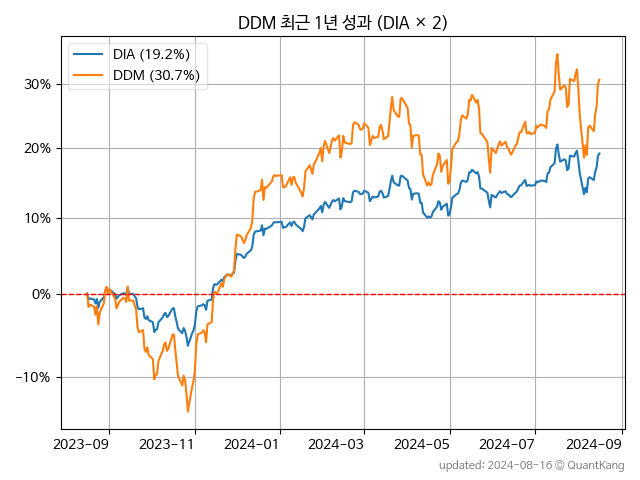 DDM 최근 1년 성과 (DIA × 2)
DIA (19.2%)
DDM (30.7%)
30%
20%
10%
0%
−10%
2023-09 2023-11 2024-01 2024-03 2024-05 2024-07 2024-09
updated: 2024-08-16 © QuantKang